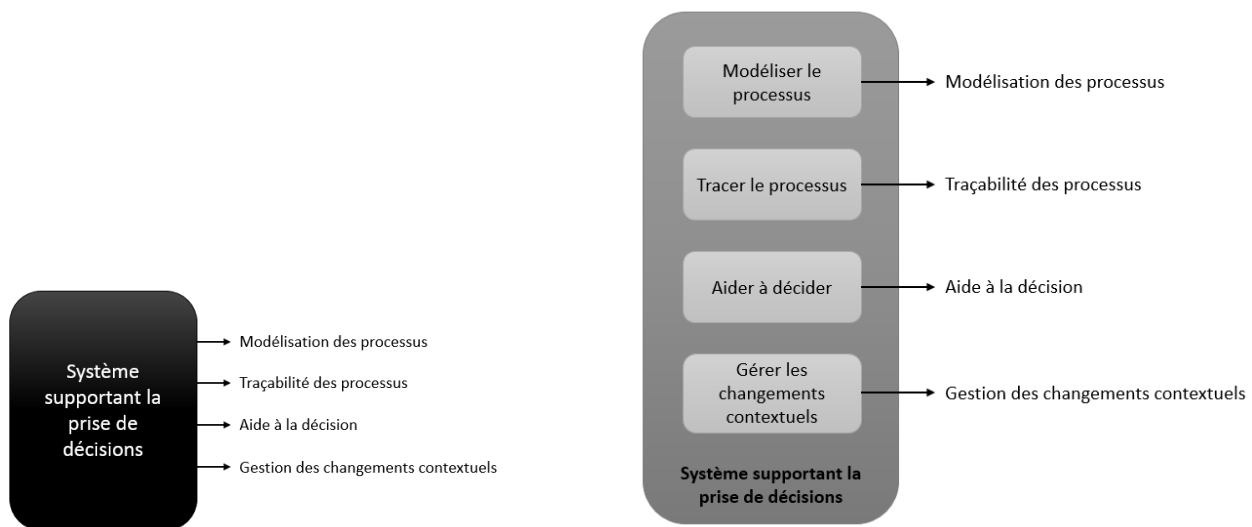 Système
supportant la
prise de
décisions
Modélisation des processus
Traçabilité des processus
Aide à la décision
Gestion des changements contextuels
Modéliser le
processus
Modélisation des processus
Tracer le processus
Traçabilité des processus
Aider à décider
Aide à la décision
Gérer les
changements
contextuels
Gestion des changements contextuels
Système supportant la
prise de décisions